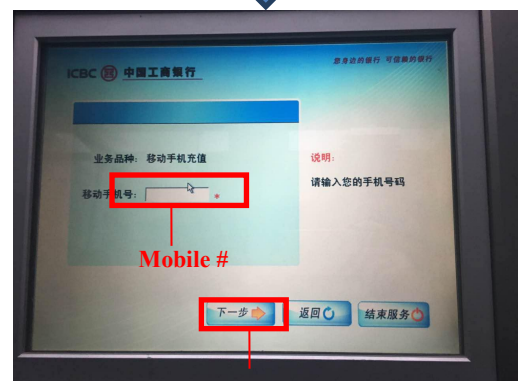 ICBC 中国工商银行
您身边的银行 可信赖的银行
业务品种: 移动手机充值
说明:
移动手机号:
*
请输入您的手机号码
Mobile #
下一步
返回
结束服务